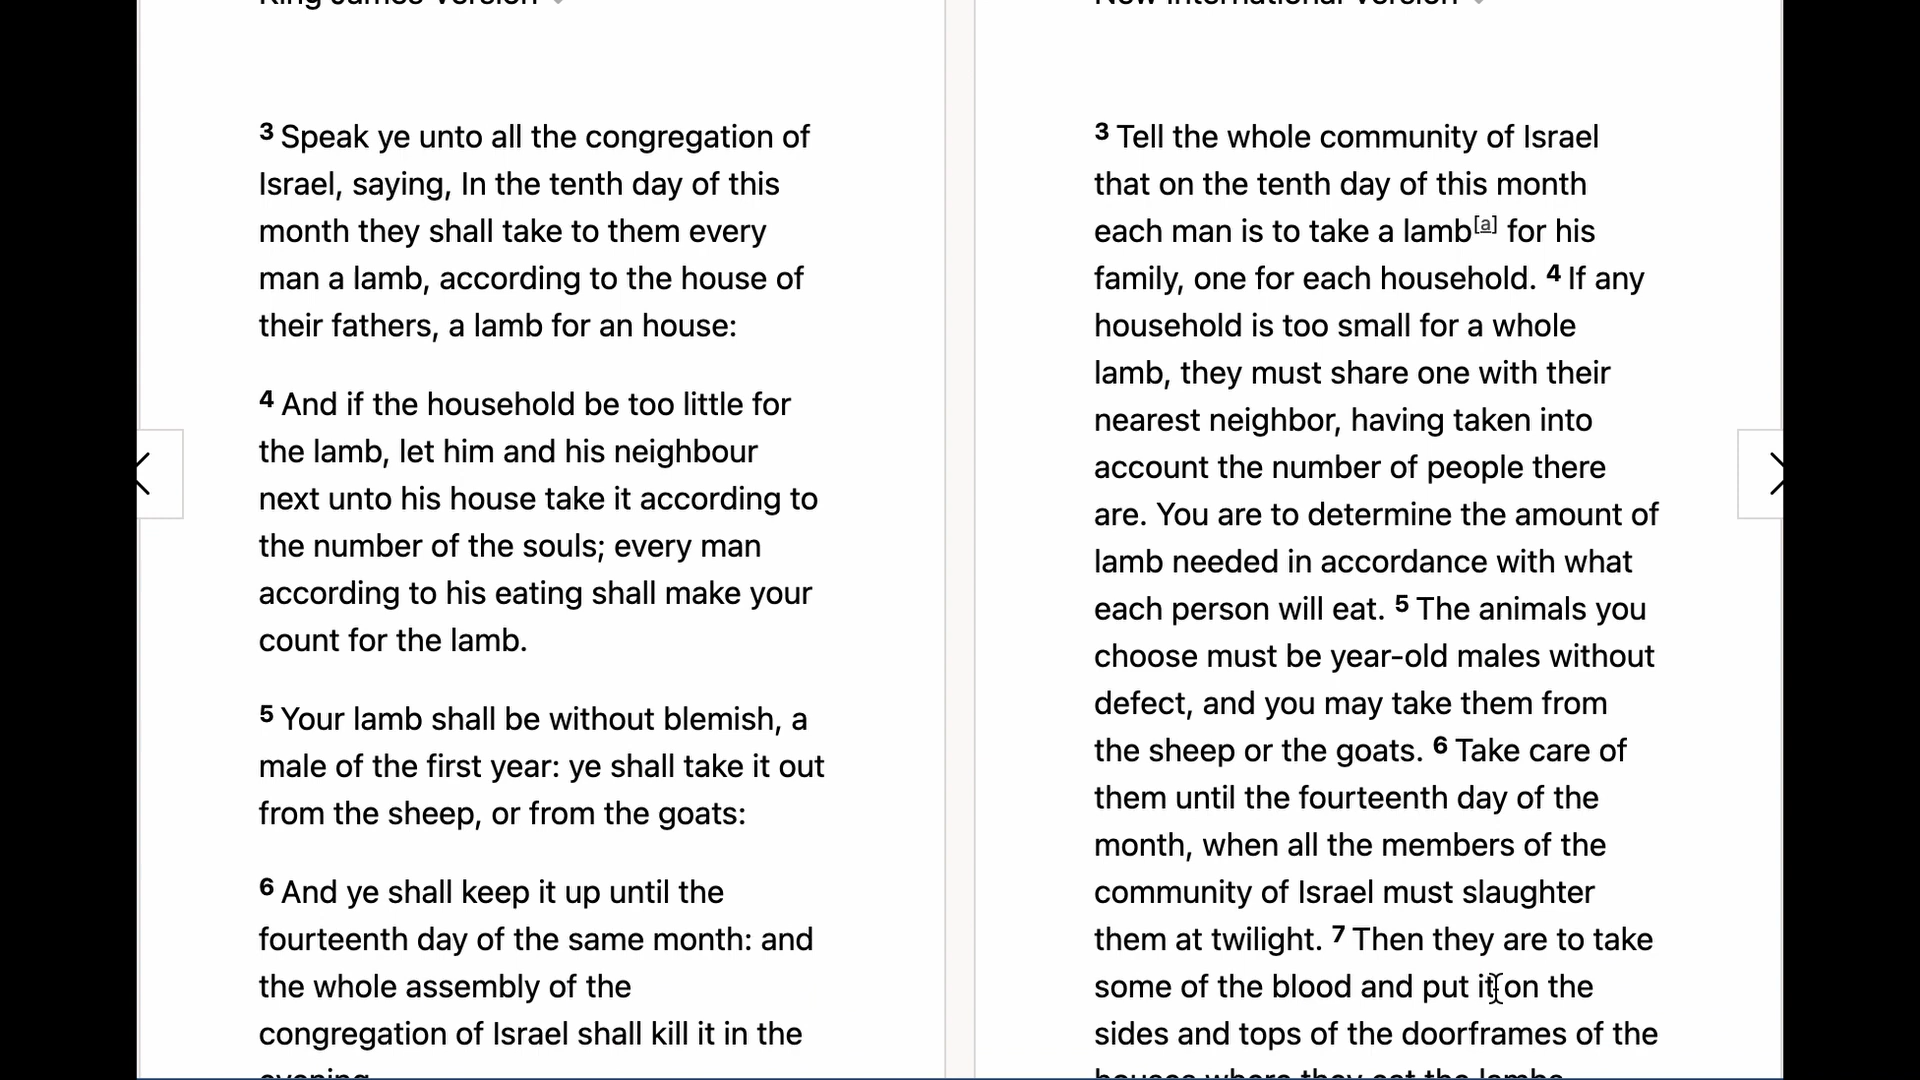 King James Version
3 Speak ye unto all the congregation of
Israel, saying, In the tenth day of this
month they shall take to them every
man a lamb, according to the house of
their fathers, a lamb for an house:
4 And if the household be too little for
the lamb, let him and his neighbour
next unto his house take it according to
the number of the souls; every man
according to his eating shall make your
count for the lamb.
5 Your lamb shall be without blemish, a
male of the first year: ye shall take it out
from the sheep, or from the goats:
6 And ye shall keep it up until the
fourteenth day of the same month: and
the whole assembly of the
congregation of Israel shall kill it in the
evening.
New International Version
3 Tell the whole community of Israel
that on the tenth day of this month
each man is to take a lamb[a] for his
family, one for each household. 4 If any
household is too small for a whole
lamb, they must share one with their
nearest neighbor, having taken into
account the number of people there
are. You are to determine the amount of
lamb needed in accordance with what
each person will eat. 5 The animals you
choose must be year-old males without
defect, and you may take them from
the sheep or the goats. 6 Take care of
them until the fourteenth day of the
month, when all the members of the
community of Israel must slaughter
them at twilight. 7 Then they are to take
some of the blood and put it on the
sides and tops of the doorframes of the
houses where they eat the lambs.